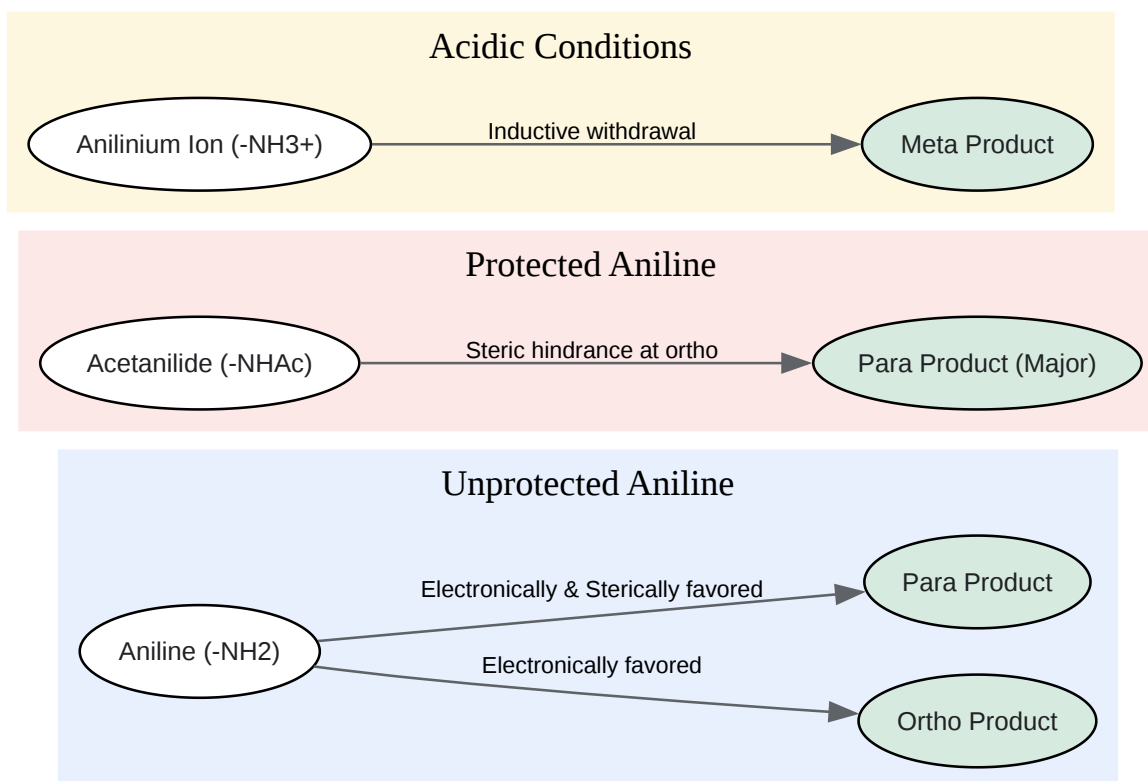 Acidic Conditions
Anilinium Ion (-NH3+)
Inductive withdrawal
Meta Product
Protected Aniline
Acetanilide (-NHAc)
Steric hindrance at ortho
Para Product (Major)
Unprotected Aniline
Aniline (-NH2)
Electronically & Sterically favored
Para Product
Electronically favored
Ortho Product